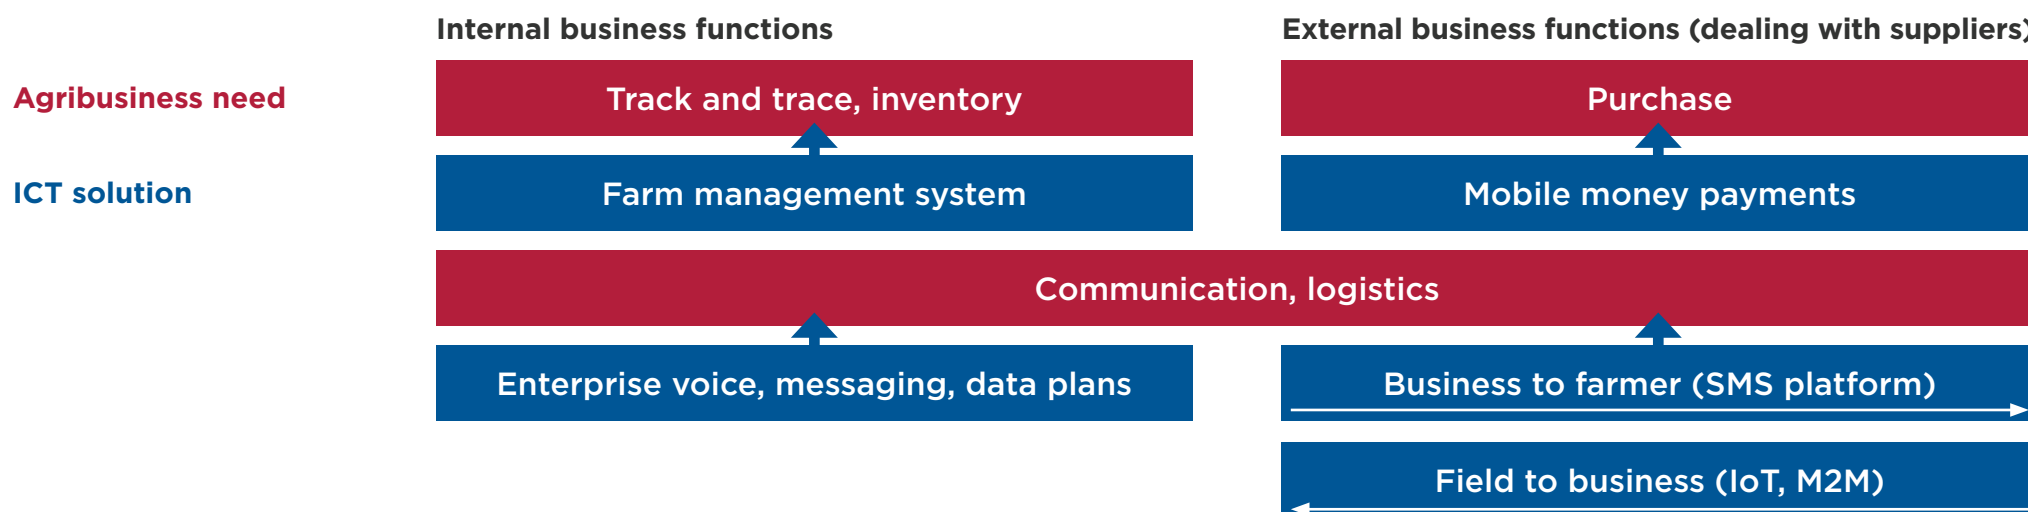 Internal business functions
External business functions (dealing with suppliers)
Agribusiness need
Track and trace, inventory
Purchase
ICT solution
Farm management system
Mobile money payments
Communication, logistics
Enterprise voice, messaging, data plans
Business to farmer (SMS platform)
Field to business (IoT, M2M)